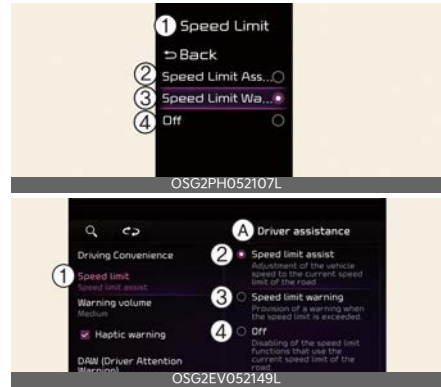 ① Speed Limit
⮌ Back
② Speed Limit Ass...
③ Speed Limit Wa...
④ Off
OSG2PH052107L
Ⓐ Driver assistance
Driving Convenience
① Speed limit
Speed limit assist
Warning volume
Medium
Haptic warning
DAW (Driver Attention
Warning)
② Speed limit assist
Adjustment of the vehicle
speed to the current speed
limit of the road
③ Speed limit warning
Provision of a warning when
the speed limit is exceeded.
④ Off
Disabling of the speed limit
functions that use the
current speed limit of the
road.
OSG2EV052149L